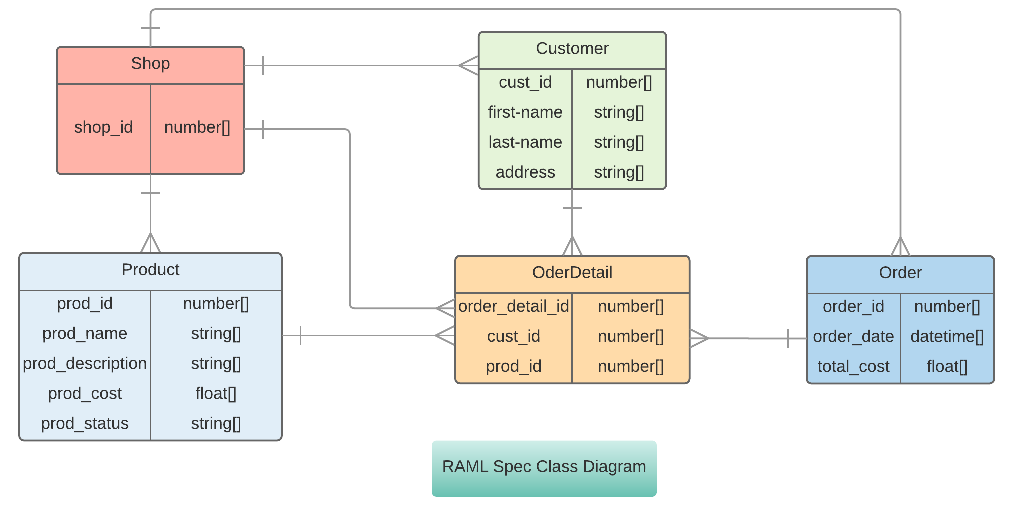 Shop
shop_id number[]
Customer
cust_id number[]
first-name string[]
last-name string[]
address string[]
Product
prod_id number[]
prod_name string[]
prod_description string[]
prod_cost float[]
prod_status string[]
OderDetail
order_detail_id number[]
cust_id number[]
prod_id number[]
Order
order_id number[]
order_date datetime[]
total_cost float[]
RAML Spec Class Diagram